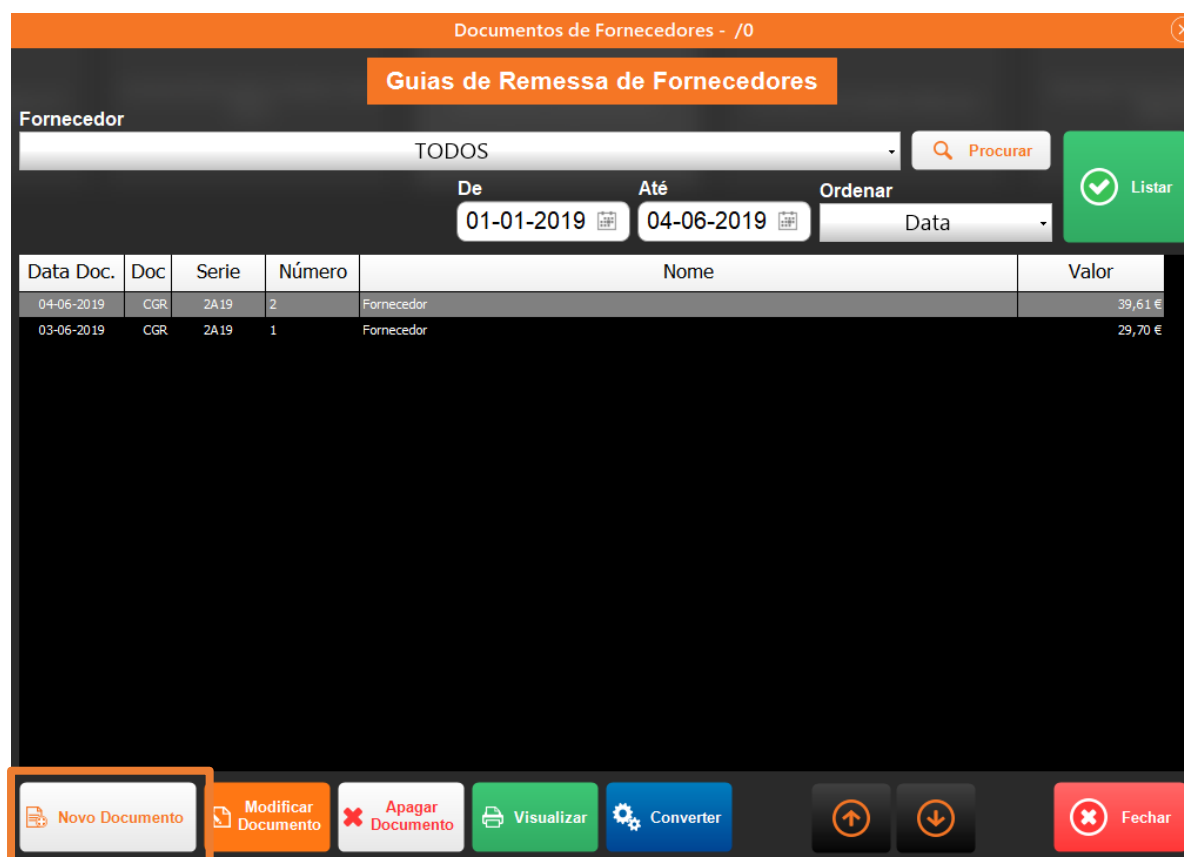 Documentos de Fornecedores -  /0
Guias de Remessa de Fornecedores
Fornecedor
TODOS
Procurar
Listar
De
Até
Ordenar
01-01-2019
04-06-2019
Data
Data Doc. Doc Serie Número Nome Valor
04-06-2019 CGR 2A19 2 Fornecedor 39,61 €
03-06-2019 CGR 2A19 1 Fornecedor 29,70 €
Novo Documento
Modificar
Documento
Apagar
Documento
Visualizar
Converter
Fechar